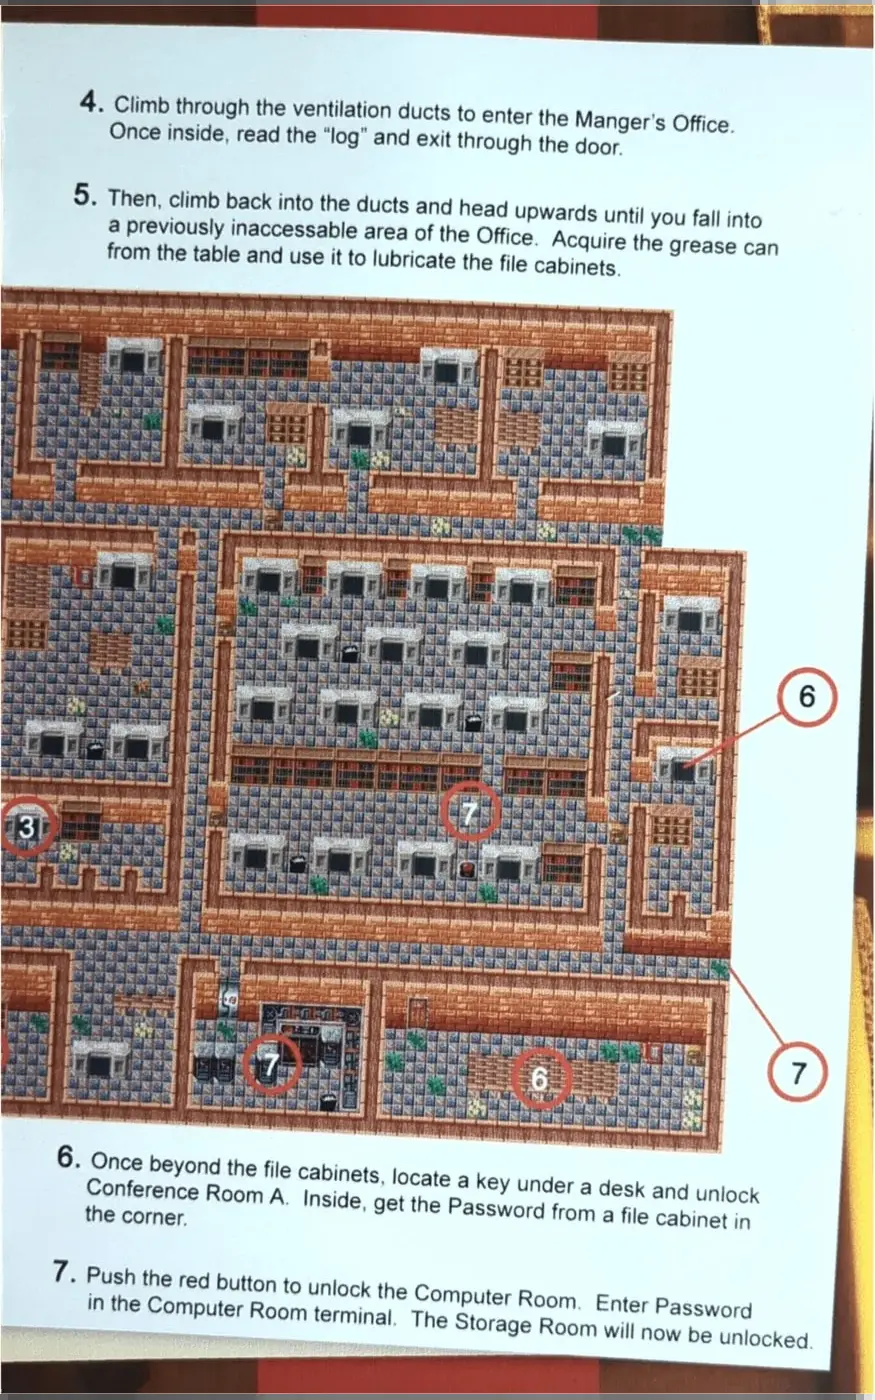 4. Climb through the ventilation ducts to enter the Manger's Office.
Once inside, read the "log" and exit through the door.
5. Then, climb back into the ducts and head upwards until you fall into
a previously inaccessable area of the Office. Acquire the grease can
from the table and use it to lubricate the file cabinets.
6
7
3
7
6
7
6. Once beyond the file cabinets, locate a key under a desk and unlock
Conference Room A. Inside, get the Password from a file cabinet in
the corner.
7. Push the red button to unlock the Computer Room. Enter Password
in the Computer Room terminal. The Storage Room will now be unlocked.